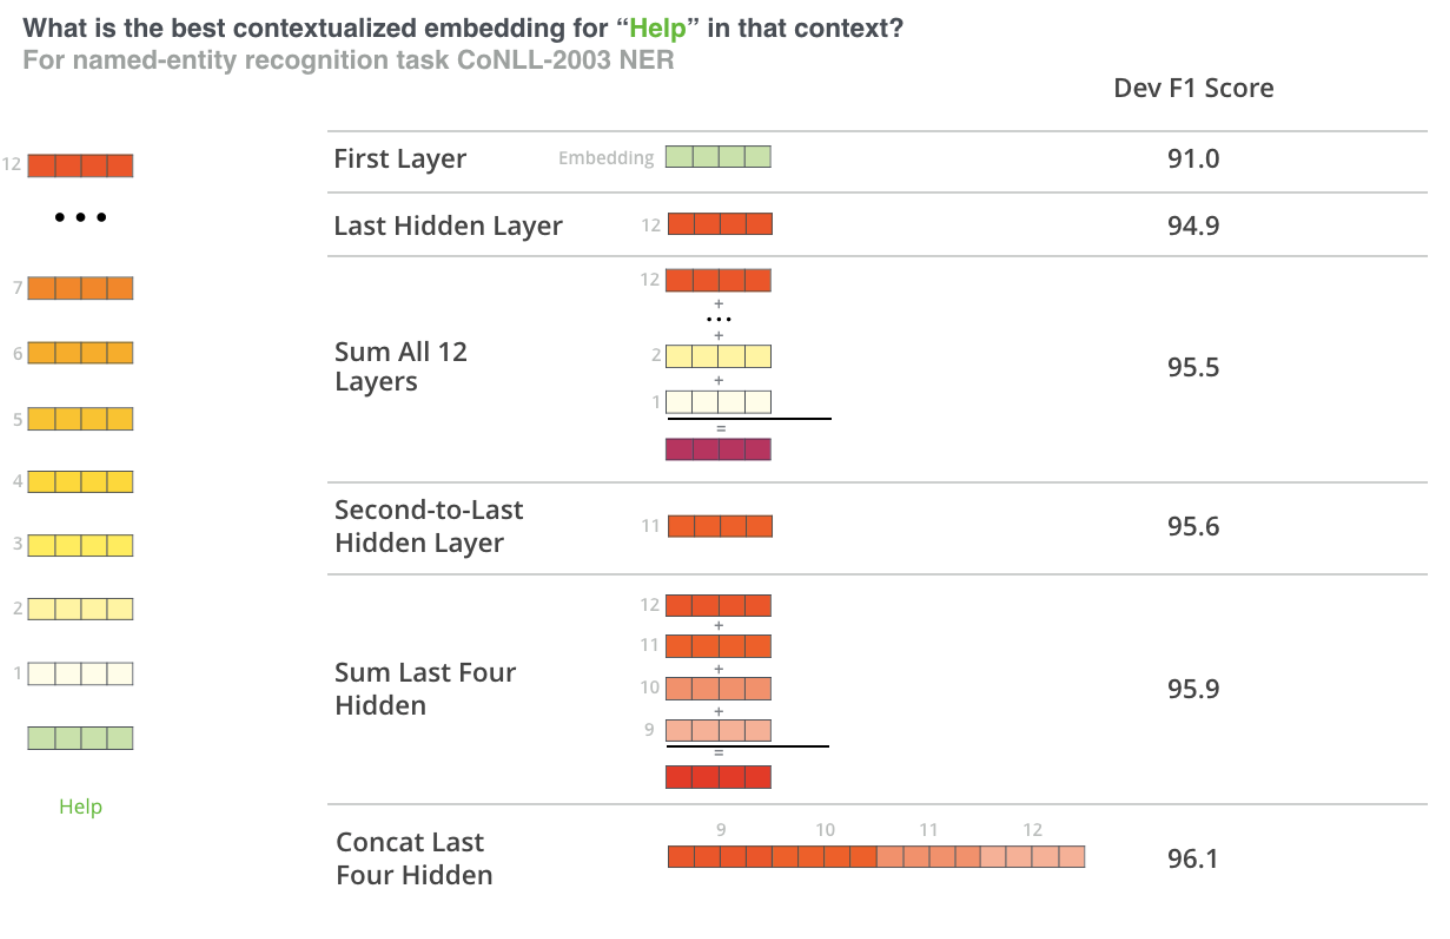 What is the best contextualized embedding for “Help” in that context?
For named-entity recognition task CoNLL-2003 NER
Dev F1 Score
12
• • •
7
6
5
4
3
2
1
Help
First Layer Embedding 91.0
Last Hidden Layer 12 94.9
12
+
...
+
Sum All 12
Layers
2
+
1
=
95.5
Second-to-Last
Hidden Layer
11
95.6
12
+
11
+
Sum Last Four
Hidden
10
+
9
=
95.9
Concat Last
Four Hidden
9 10 11 12
96.1